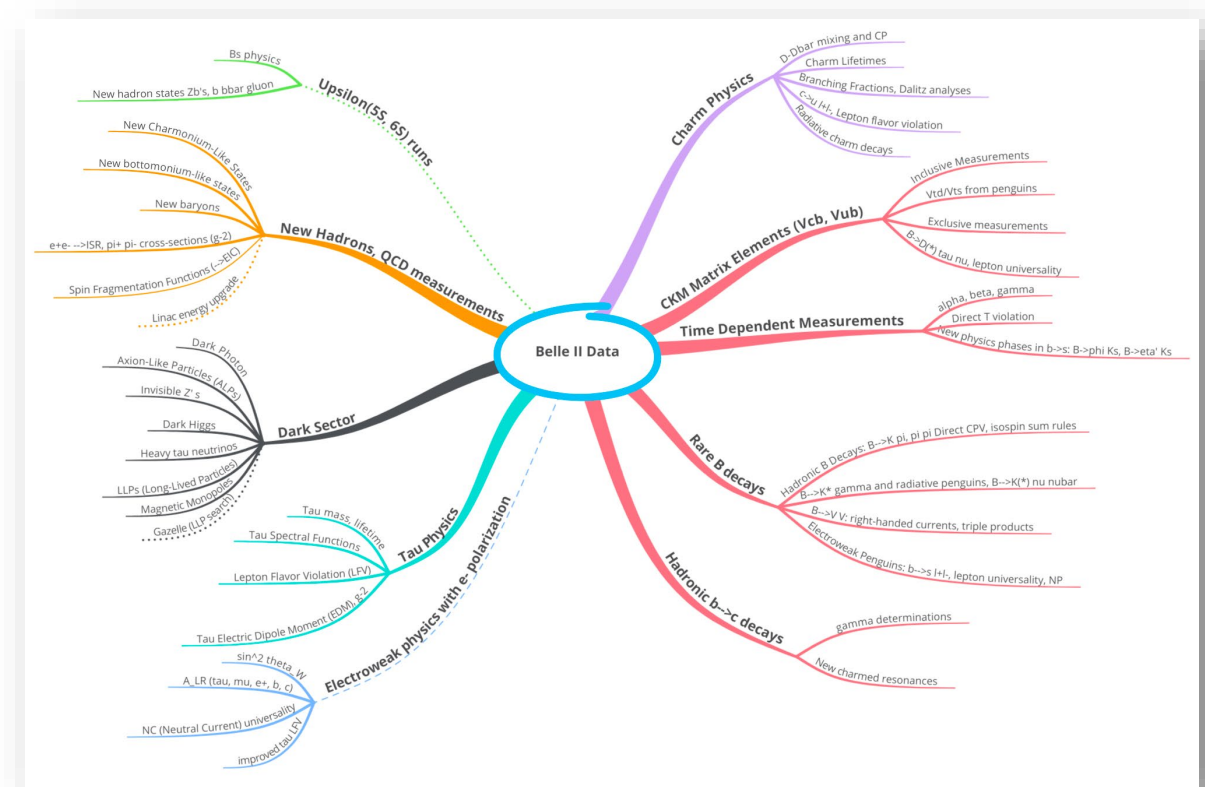 Belle II Data
Upsilon(5S, 6S) runs
Bs physics
New hadron states Zb's, b bbar gluon
New Hadrons, QCD measurements
New Charmonium-Like States
New bottomonium-like states
New baryons
e+e- -->ISR, pi+ pi- cross-sections (g-2)
Spin Fragmentation Functions (-->EIC)
Linac energy upgrade
Dark Sector
Dark Photon
Axion-Like Particles (ALPs)
Invisible Z' s
Dark Higgs
Heavy tau neutrinos
LLPs (Long-Lived Particles)
Magnetic Monopoles
Gazelle (LLP search)
Tau Physics
Tau mass, lifetime
Tau Spectral Functions
Lepton Flavor Violation (LFV)
Tau Electric Dipole Moment (EDM), g-2
Electroweak physics with e- polarization
sin^2 theta_W
A_LR (tau, mu, e+, b, c)
NC (Neutral Current) universality
improved tau LFV
Charm Physics
D-Dbar mixing and CP
Charm Lifetimes
Branching Fractions, Dalitz analyses
c->u l+l-, Lepton flavor violation
Radiative charm decays
CKM Matrix Elements (Vcb, Vub)
Inclusive Measurements
Vtd/Vts from penguins
Exclusive measurements
B->D(*) tau nu, lepton universality
Time Dependent Measurements
alpha, beta, gamma
Direct T violation
New physics phases in b->s: B->phi Ks, B->eta' Ks
Rare B decays
Hadronic B Decays: B-->K pi, pi pi Direct CPV, isospin sum rules
B-->K* gamma and radiative penguins, B-->K(*) nu nubar
B-->V V: right-handed currents, triple products
Electroweak Penguins: b-->s l+l-, lepton universality, NP
Hadronic b-->c decays
gamma determinations
New charmed resonances